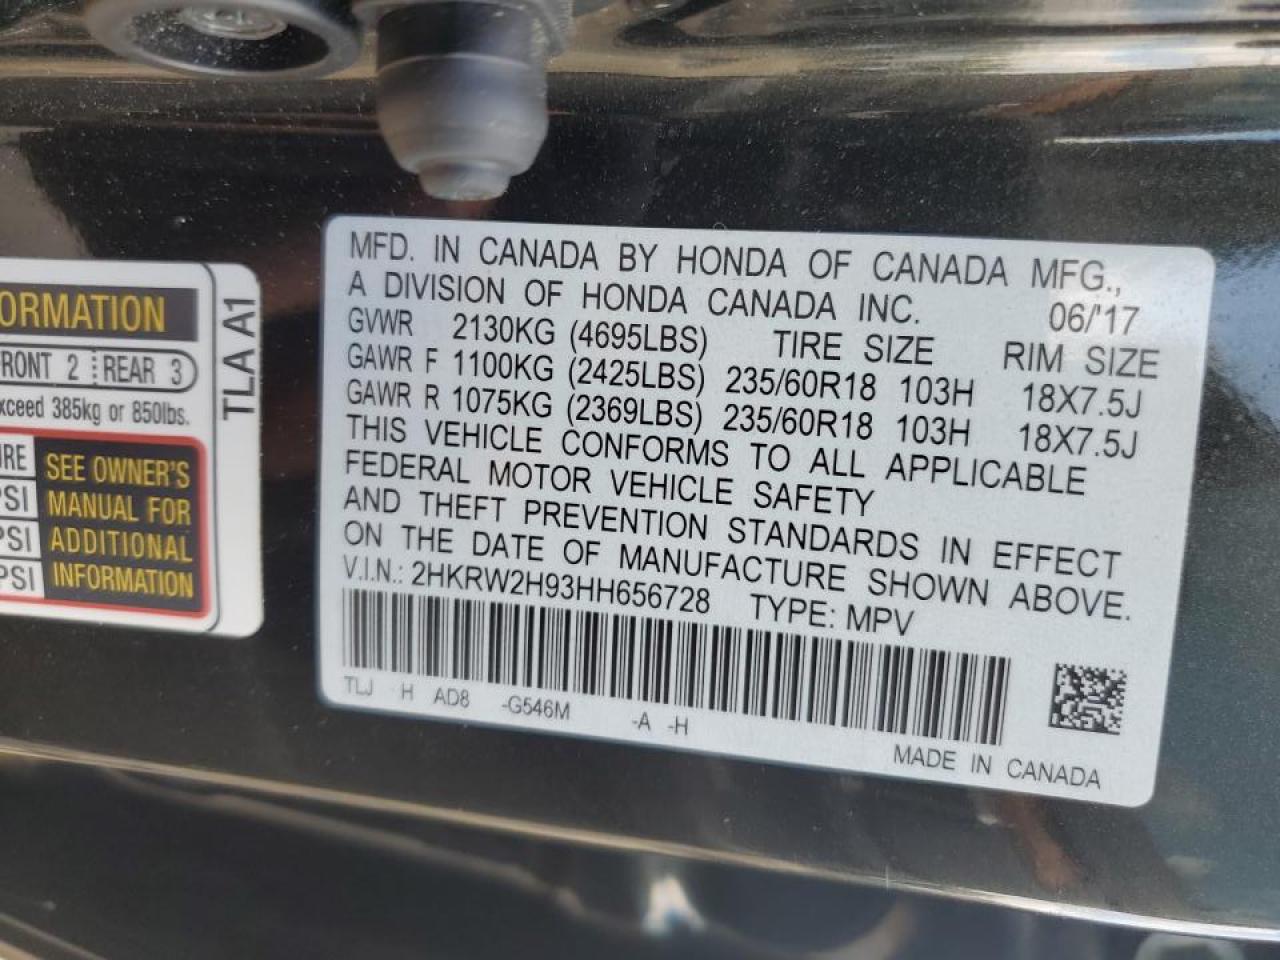 ORMATION
RONT 2 REAR 3
xceed 385kg or 850lbs.
SEE OWNER'S
MANUAL FOR
ADDITIONAL
INFORMATION
URE
PSI
PSI
PSI
TLA A1
MFD. IN CANADA BY HONDA OF CANADA MFG.,
A DIVISION OF HONDA CANADA INC. 06/'17
GVWR 2130KG (4695LBS) TIRE SIZE RIM SIZE
GAWR F 1100KG (2425LBS) 235/60R18 103H 18X7.5J
GAWR R 1075KG (2369LBS) 235/60R18 103H 18X7.5J
THIS VEHICLE CONFORMS TO ALL APPLICABLE
FEDERAL MOTOR VEHICLE SAFETY
AND THEFT PREVENTION STANDARDS IN EFFECT
ON THE DATE OF MANUFACTURE SHOWN ABOVE.
V.I.N.: 2HKRW2H93HH656728 TYPE: MPV
TLJ H AD8 -G546M -A -H
MADE IN CANADA